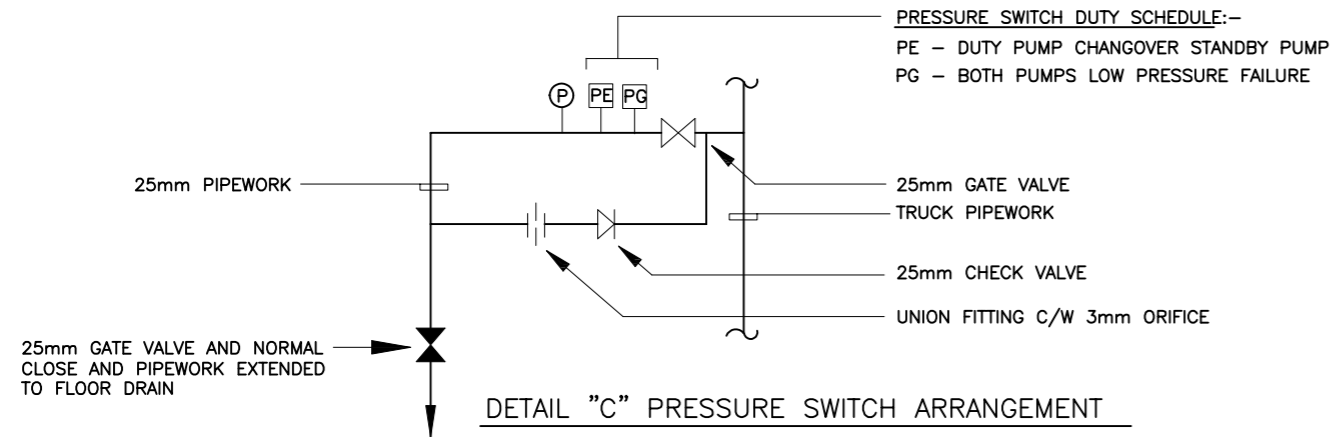 PRESSURE SWITCH DUTY SCHEDULE:-
PE - DUTY PUMP CHANGOVER STANDBY PUMP
PG - BOTH PUMPS LOW PRESSURE FAILURE
P PE PG
25mm PIPEWORK
25mm GATE VALVE
TRUCK PIPEWORK
25mm CHECK VALVE
UNION FITTING C/W 3mm ORIFICE
25mm GATE VALVE AND NORMAL
CLOSE AND PIPEWORK EXTENDED
TO FLOOR DRAIN
DETAIL "C" PRESSURE SWITCH ARRANGEMENT